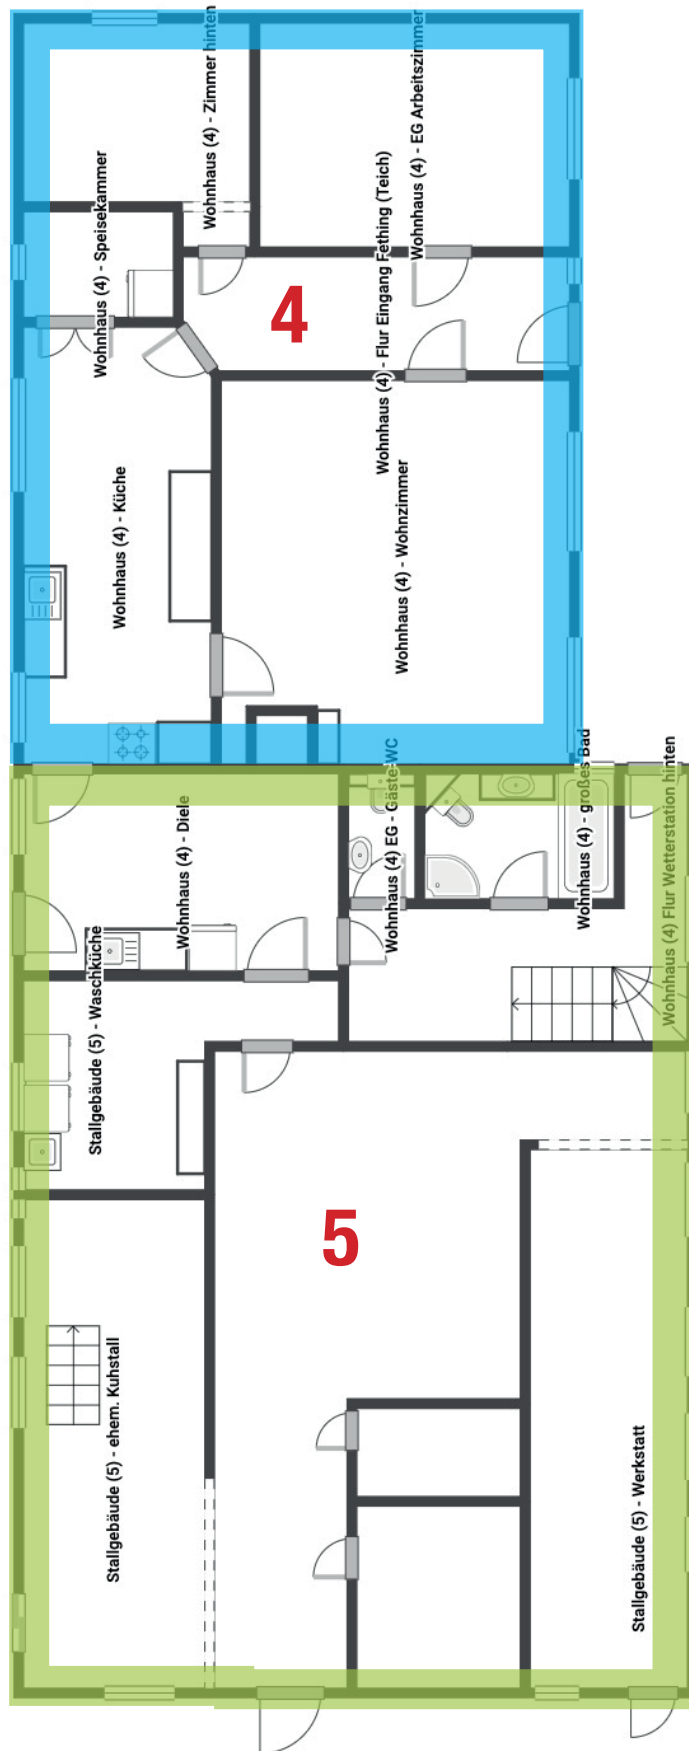 Wohnhaus (4) - Zimmer hinten
Wohnhaus (4) - EG Arbeitszimmer
Wohnhaus (4) - Speisekammer
Wohnhaus (4) - Flur Eingang Fething (Teich)
4
Wohnhaus (4) - Küche
Wohnhaus (4) - Wohnzimmer
Wohnhaus (4) - Diele
Wohnhaus (4) EG - Gäste-WC
Wohnhaus (4) - großes Bad
Wohnhaus (4) Flur Wetterstation hinten
Stallgebäude (5) - Waschküche
5
Stallgebäude (5) - ehem. Kuhstall
Stallgebäude (5) - Werkstatt